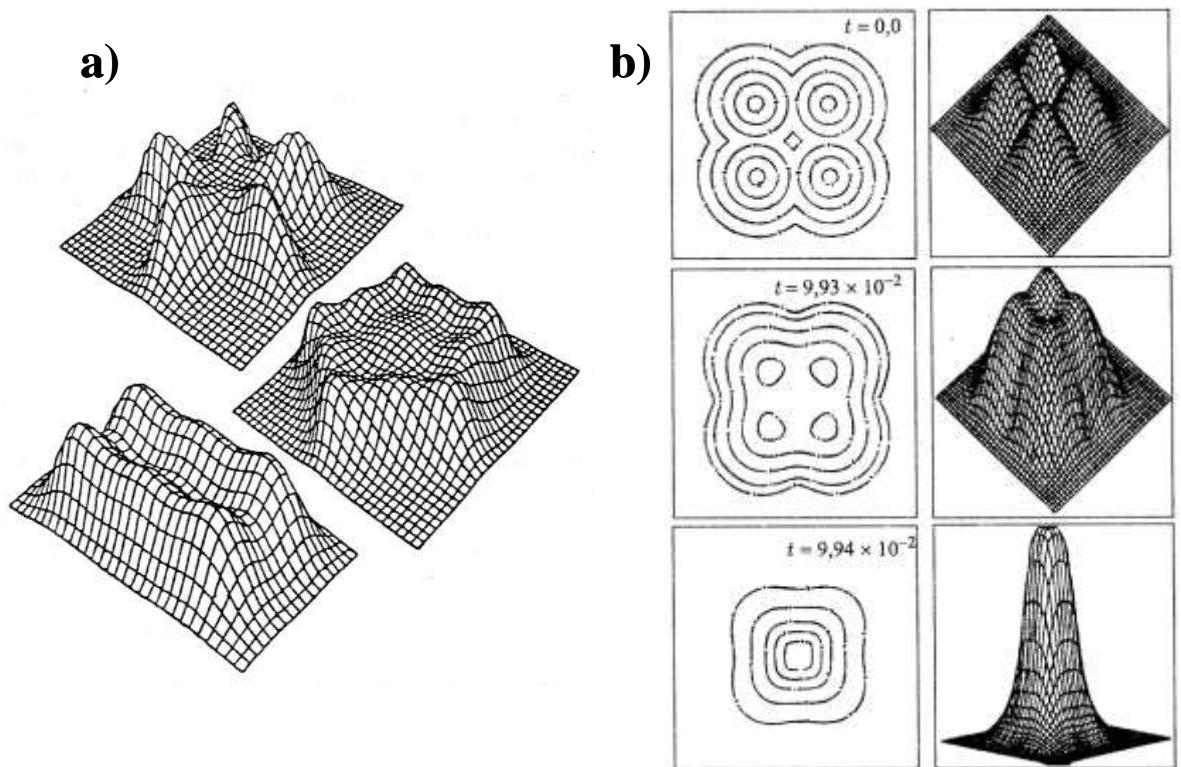 a)
b)
t = 0,0
t = 9,93 × 10⁻²
t = 9,94 × 10⁻²